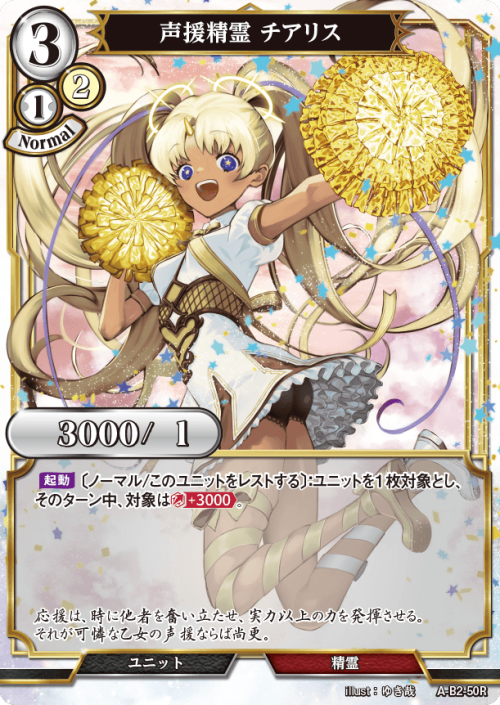 3
声援精霊 チアリス
2
1
Normal
3000/ 1
起動 〔ノーマル/このユニットをレストする〕:ユニットを1枚対象とし、
そのターン中、対象は+3000。
応援は、時に他者を奮い立たせ、実力以上の力を発揮させる。
それが可憐な乙女の声援ならば尚更。
ユニット 精霊
illust:ゆき哉 A-B2-50R